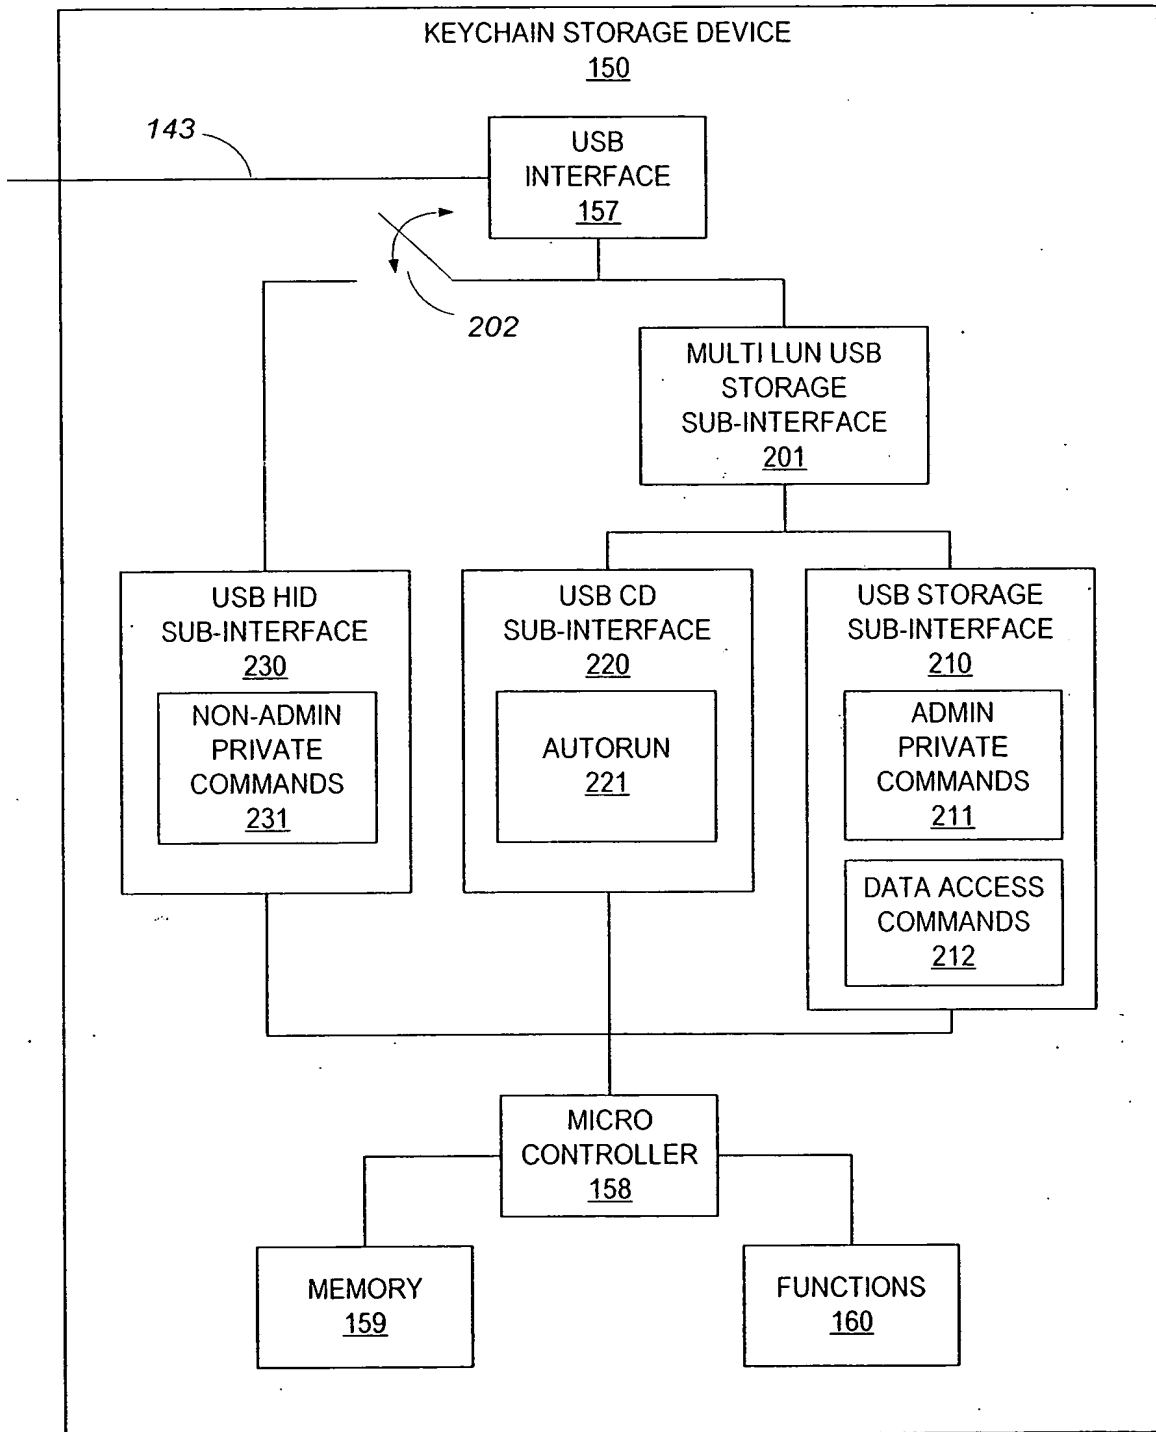 KEYCHAIN STORAGE DEVICE
150
143
USB
INTERFACE
157
202
MULTI LUN USB
STORAGE
SUB-INTERFACE
201
USB HID
SUB-INTERFACE
230
NON-ADMIN
PRIVATE
COMMANDS
231
USB CD
SUB-INTERFACE
220
AUTORUN
221
USB STORAGE
SUB-INTERFACE
210
ADMIN
PRIVATE
COMMANDS
211
DATA ACCESS
COMMANDS
212
MICRO
CONTROLLER
158
MEMORY
159
FUNCTIONS
160